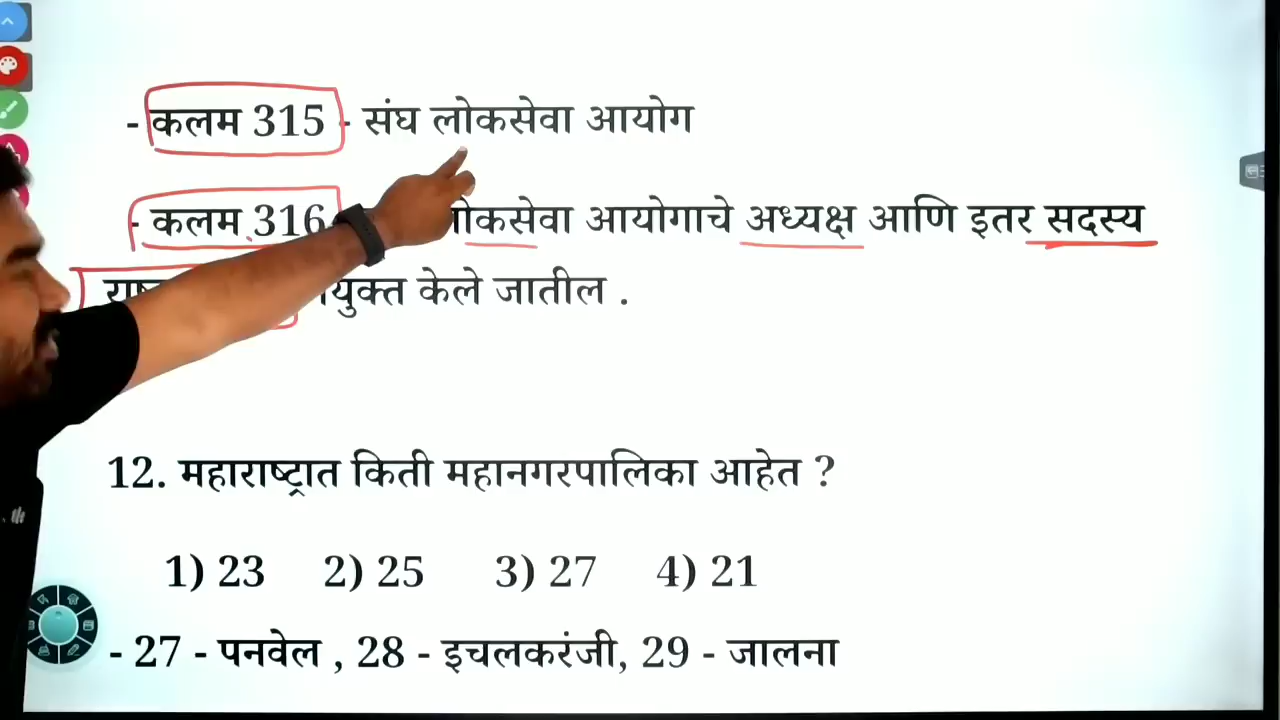 - कलम 315 - संघ लोकसेवा आयोग
- कलम 316 आयोगाचे अध्यक्ष आणि इतर सदस्य
केले जातील .
12. महाराष्ट्रात किती महानगरपालिका आहेत ?
1) 23 2) 25 3) 27 4) 21
- 27 - पनवेल , 28 - इचलकरंजी, 29 - जालना